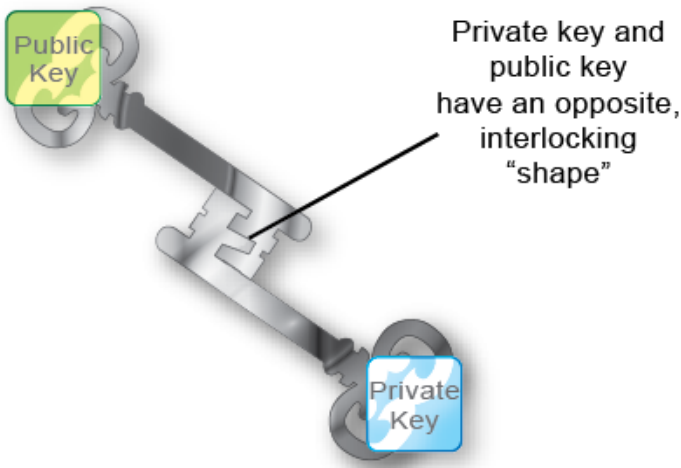 Public
Key
Private key and
public key
have an opposite,
interlocking
“shape”
Private
Key